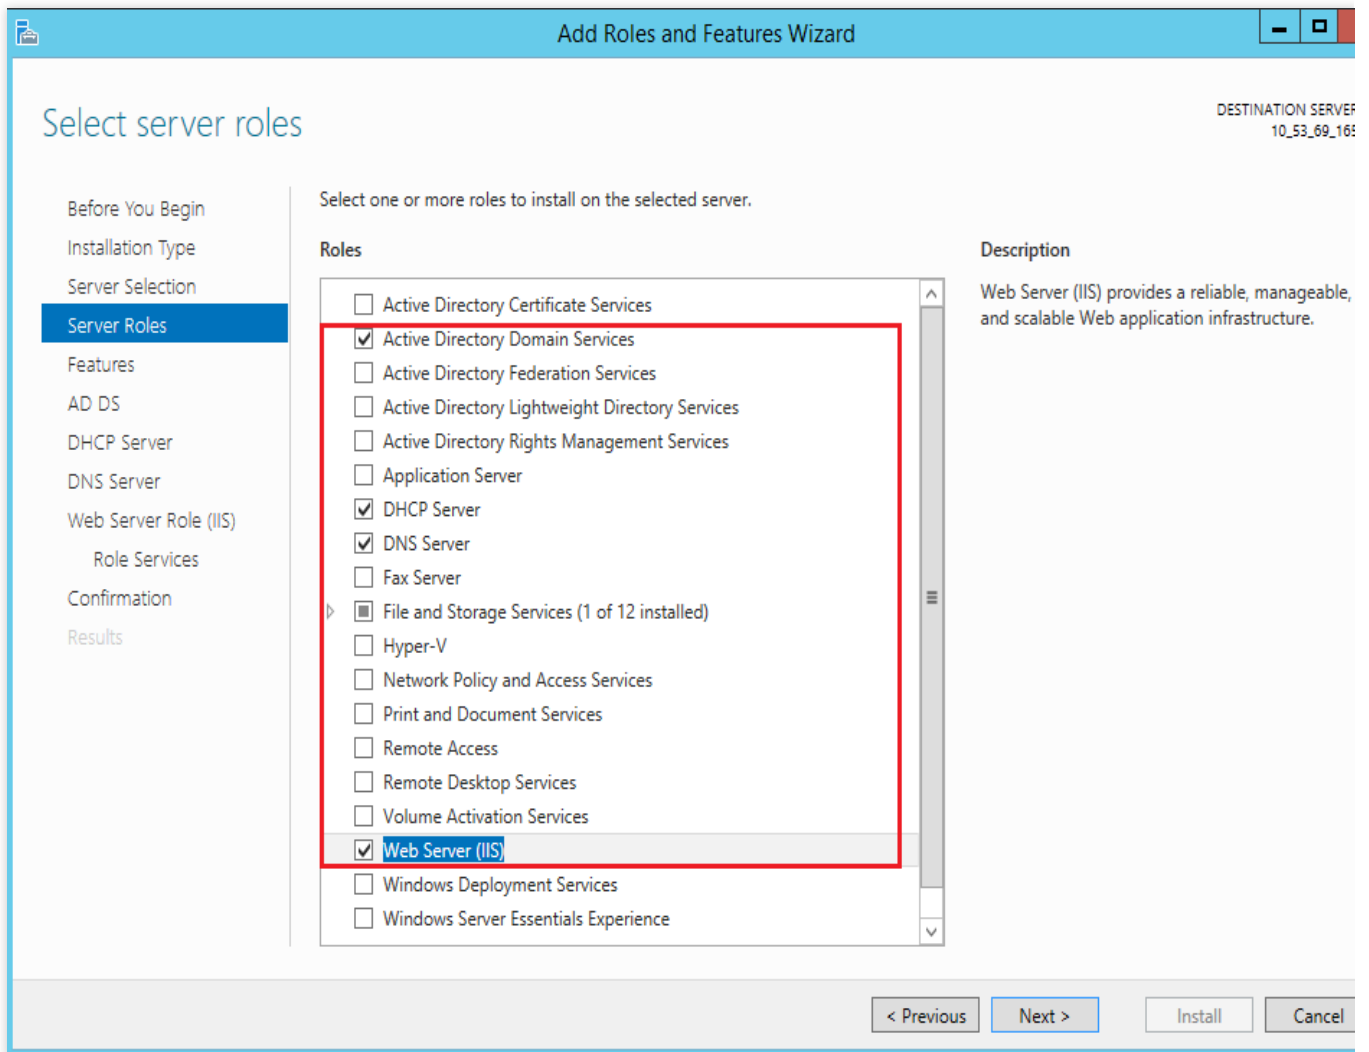 Add Roles and Features Wizard
Select server roles
DESTINATION SERVER
10_53_69_165
Before You Begin
Installation Type
Server Selection
Server Roles
Features
AD DS
DHCP Server
DNS Server
Web Server Role (IIS)
Role Services
Confirmation
Results
Select one or more roles to install on the selected server.
Roles
Active Directory Certificate Services
Active Directory Domain Services
Active Directory Federation Services
Active Directory Lightweight Directory Services
Active Directory Rights Management Services
Application Server
DHCP Server
DNS Server
Fax Server
File and Storage Services (1 of 12 installed)
Hyper-V
Network Policy and Access Services
Print and Document Services
Remote Access
Remote Desktop Services
Volume Activation Services
Web Server (IIS)
Windows Deployment Services
Windows Server Essentials Experience
Description
Web Server (IIS) provides a reliable, manageable,
and scalable Web application infrastructure.
< Previous
Next >
Install
Cancel